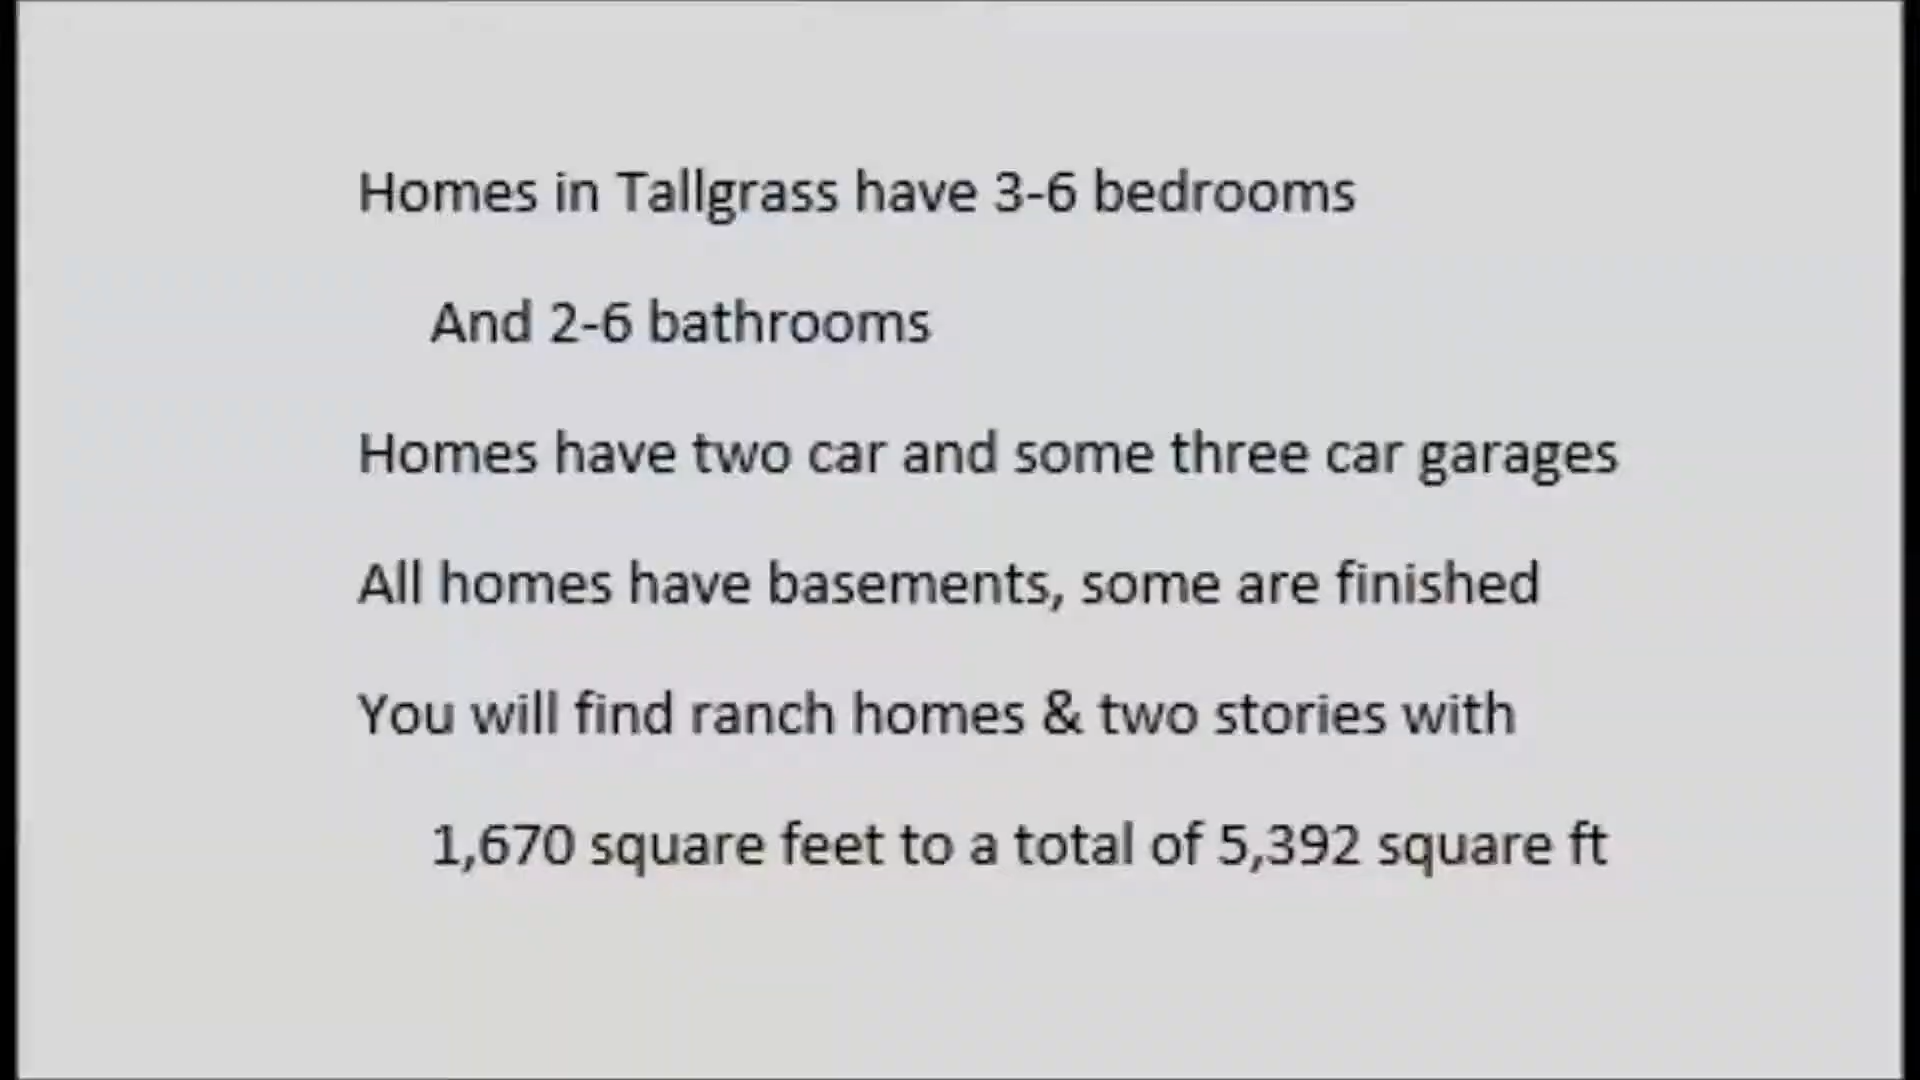 Homes in Tallgrass have 3-6 bedrooms
And 2-6 bathrooms
Homes have two car and some three car garages
All homes have basements, some are finished
You will find ranch homes & two stories with
1,670 square feet to a total of 5,392 square ft